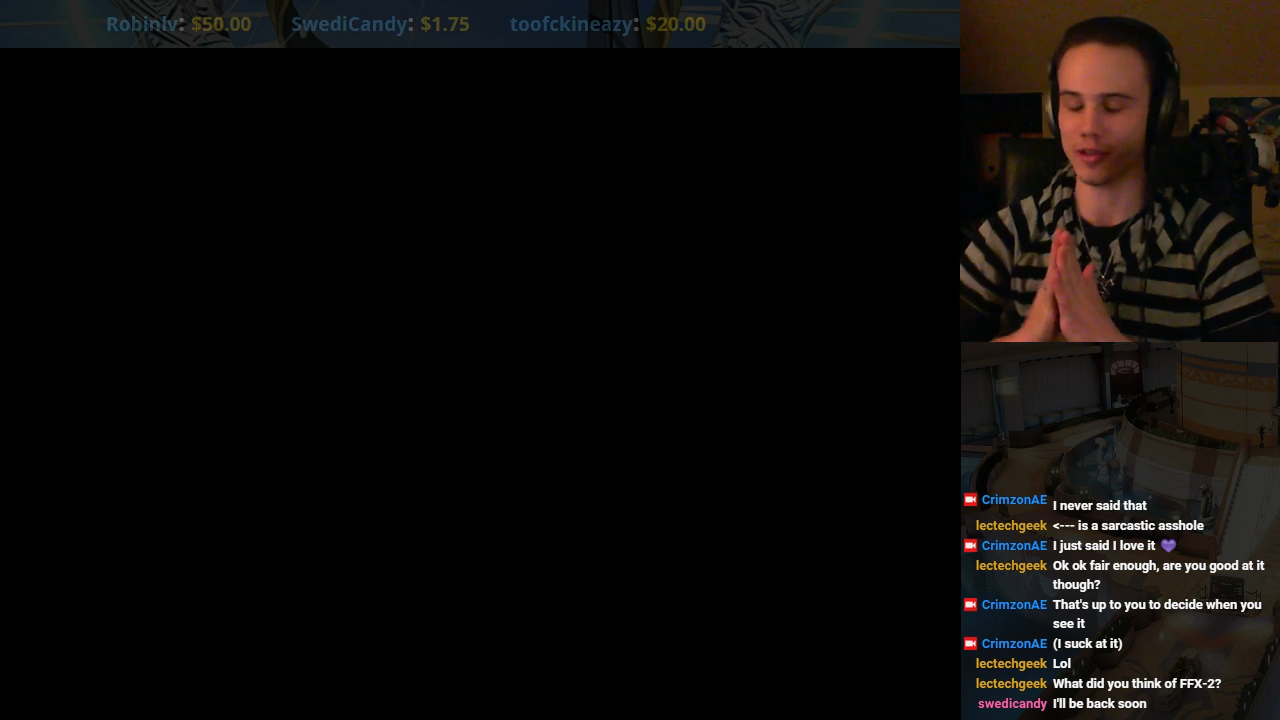 Robinlv: $50.00 SwediCandy: $1.75 toofckineazy: $20.00
CrimzonAE I never said that
lectechgeek <--- is a sarcastic asshole
CrimzonAE I just said I love it 💜
lectechgeek Ok ok fair enough, are you good at it
though?
CrimzonAE That's up to you to decide when you
see it
CrimzonAE (I suck at it)
lectechgeek Lol
lectechgeek What did you think of FFX-2?
swedicandy I'll be back soon